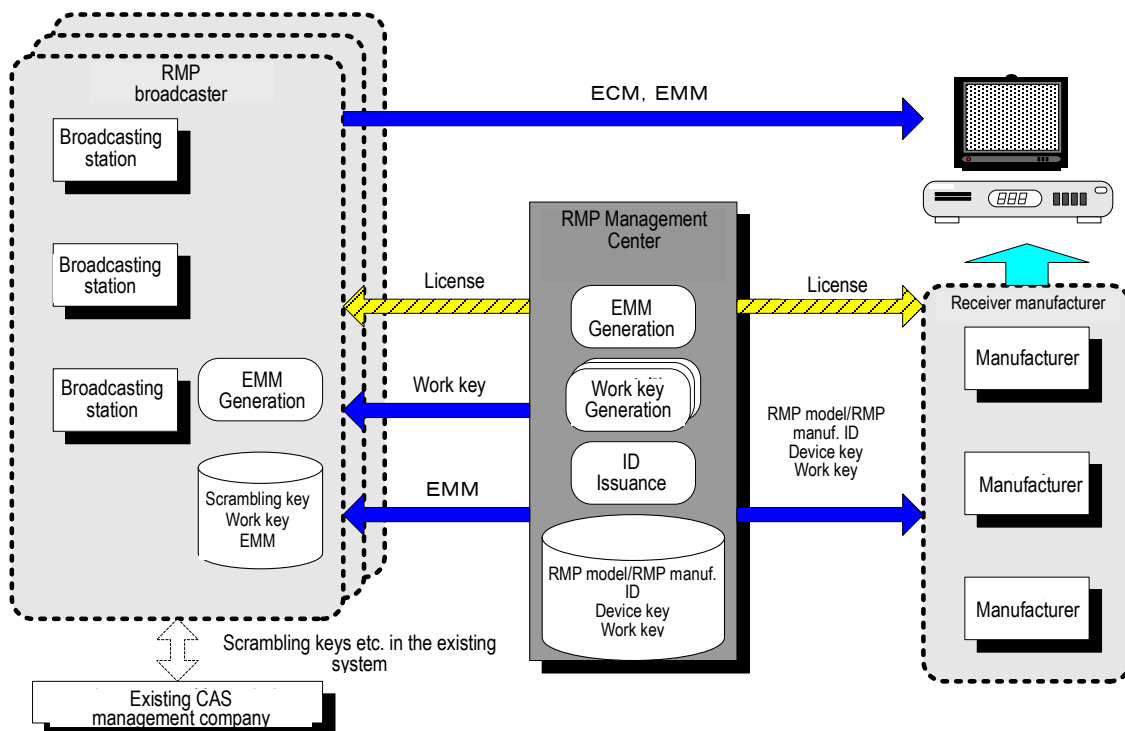 RMP
broadcaster
Broadcasting
station
Broadcasting
station
Broadcasting
station
EMM
Generation
Scrambling key
Work key
EMM
ECM, EMM
License
Work key
EMM
RMP Management
Center
EMM
Generation
Work key
Generation
ID
Issuance
RMP model/RMP manuf.
ID
Device key
Work key
License
RMP model/RMP
manuf. ID
Device key
Work key
Receiver manufacturer
Manufacturer
Manufacturer
Manufacturer
Scrambling keys etc. in the existing
system
Existing CAS
management company